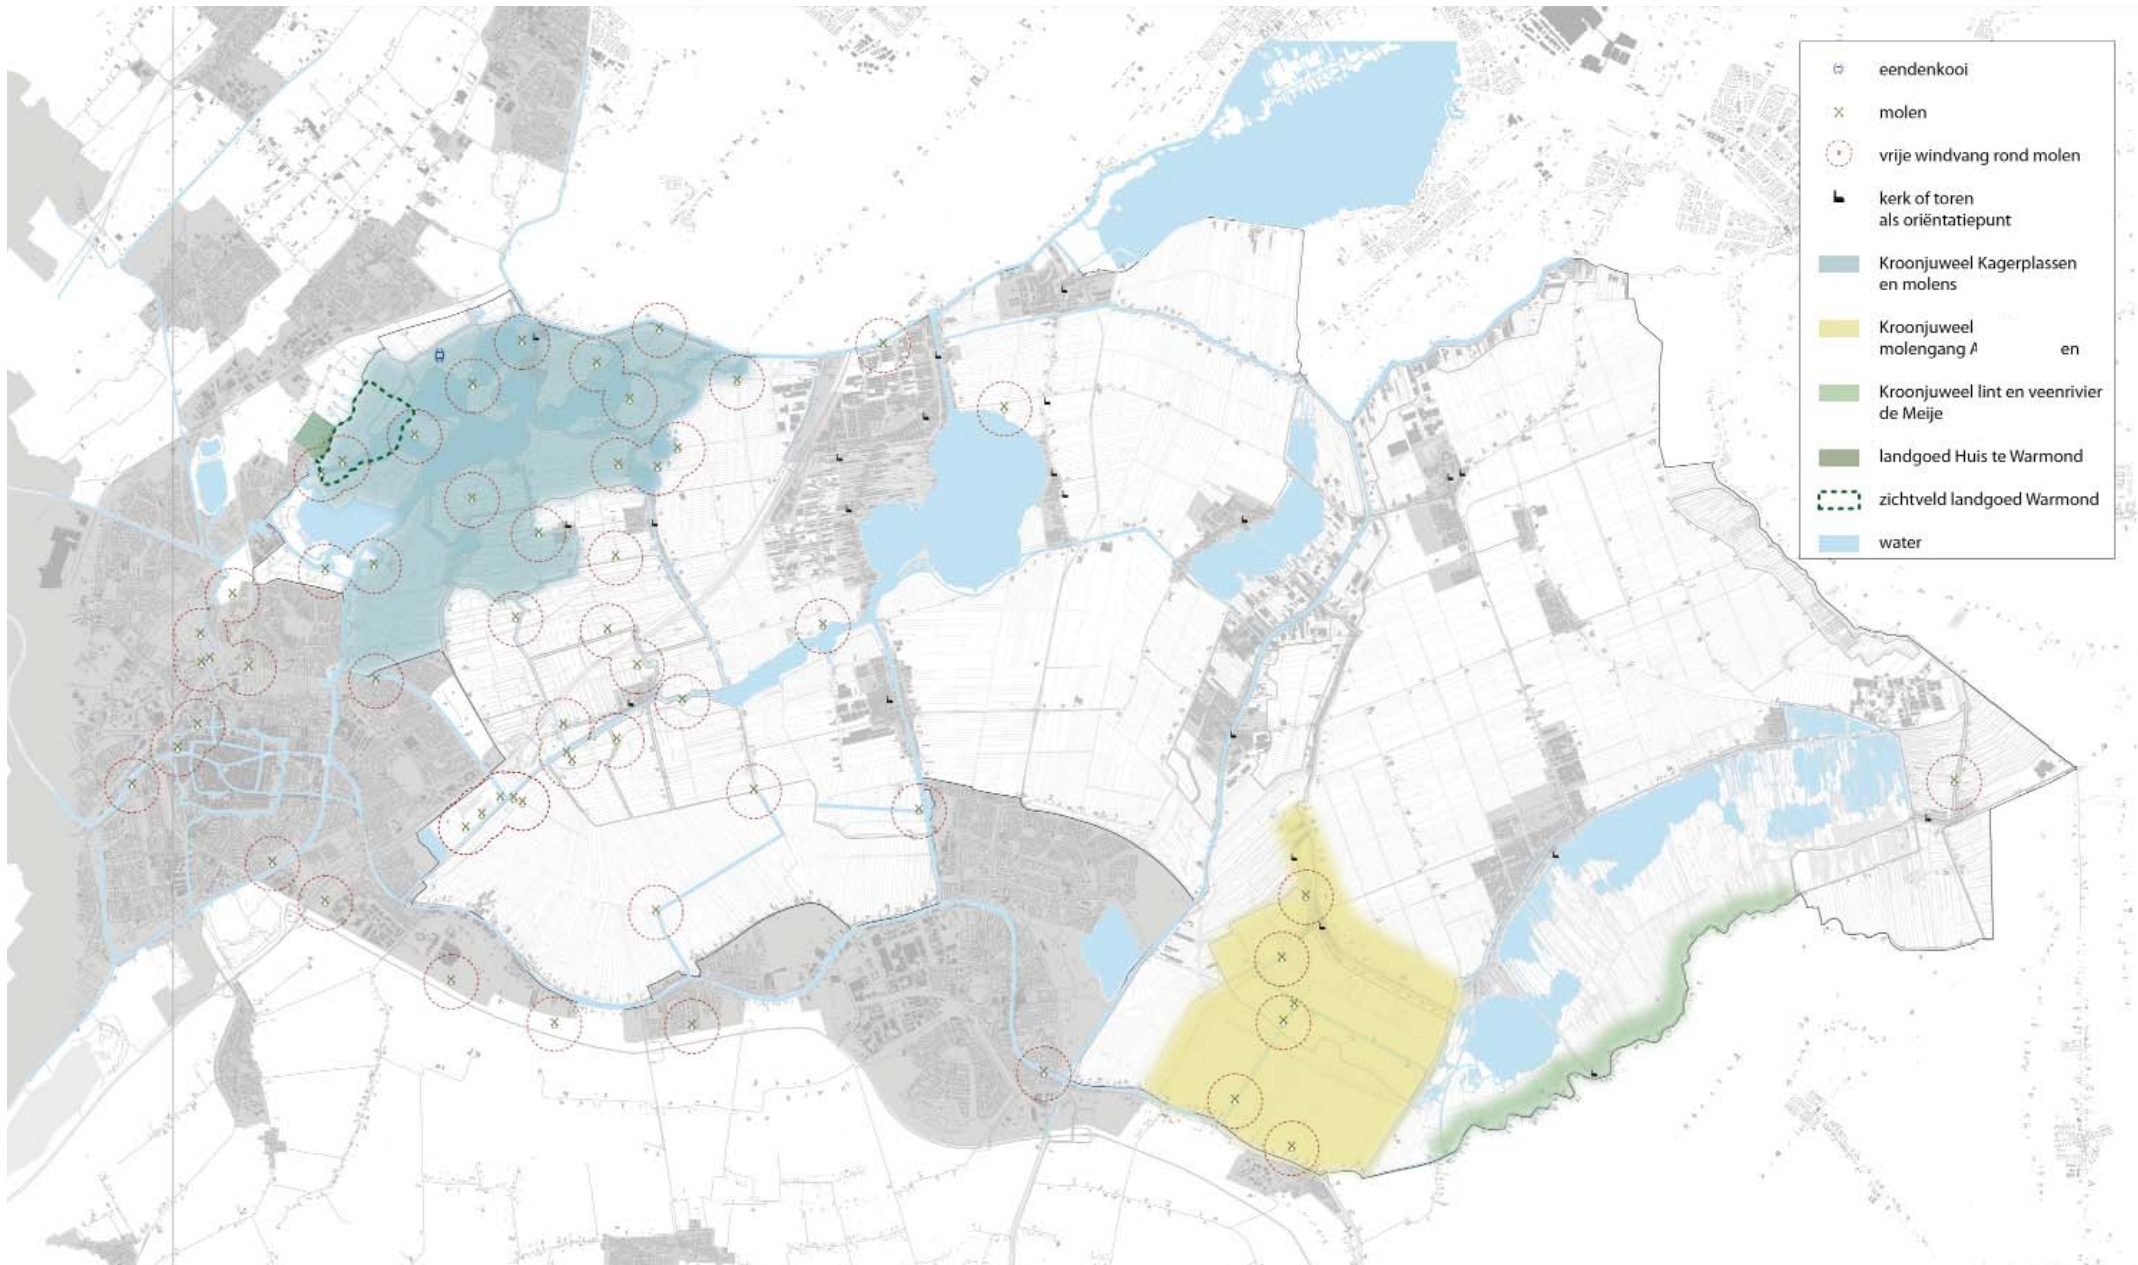 eendenkooi
molen
vrije windvang rond molen
kerk of toren
als oriëntatiepunt
Kroonjuweel Kagerplassen
en molens
Kroonjuweel
molengang A en
Kroonjuweel lint en veenrivier
de Meije
landgoed Huis te Warmond
zichtveld landgoed Warmond
water